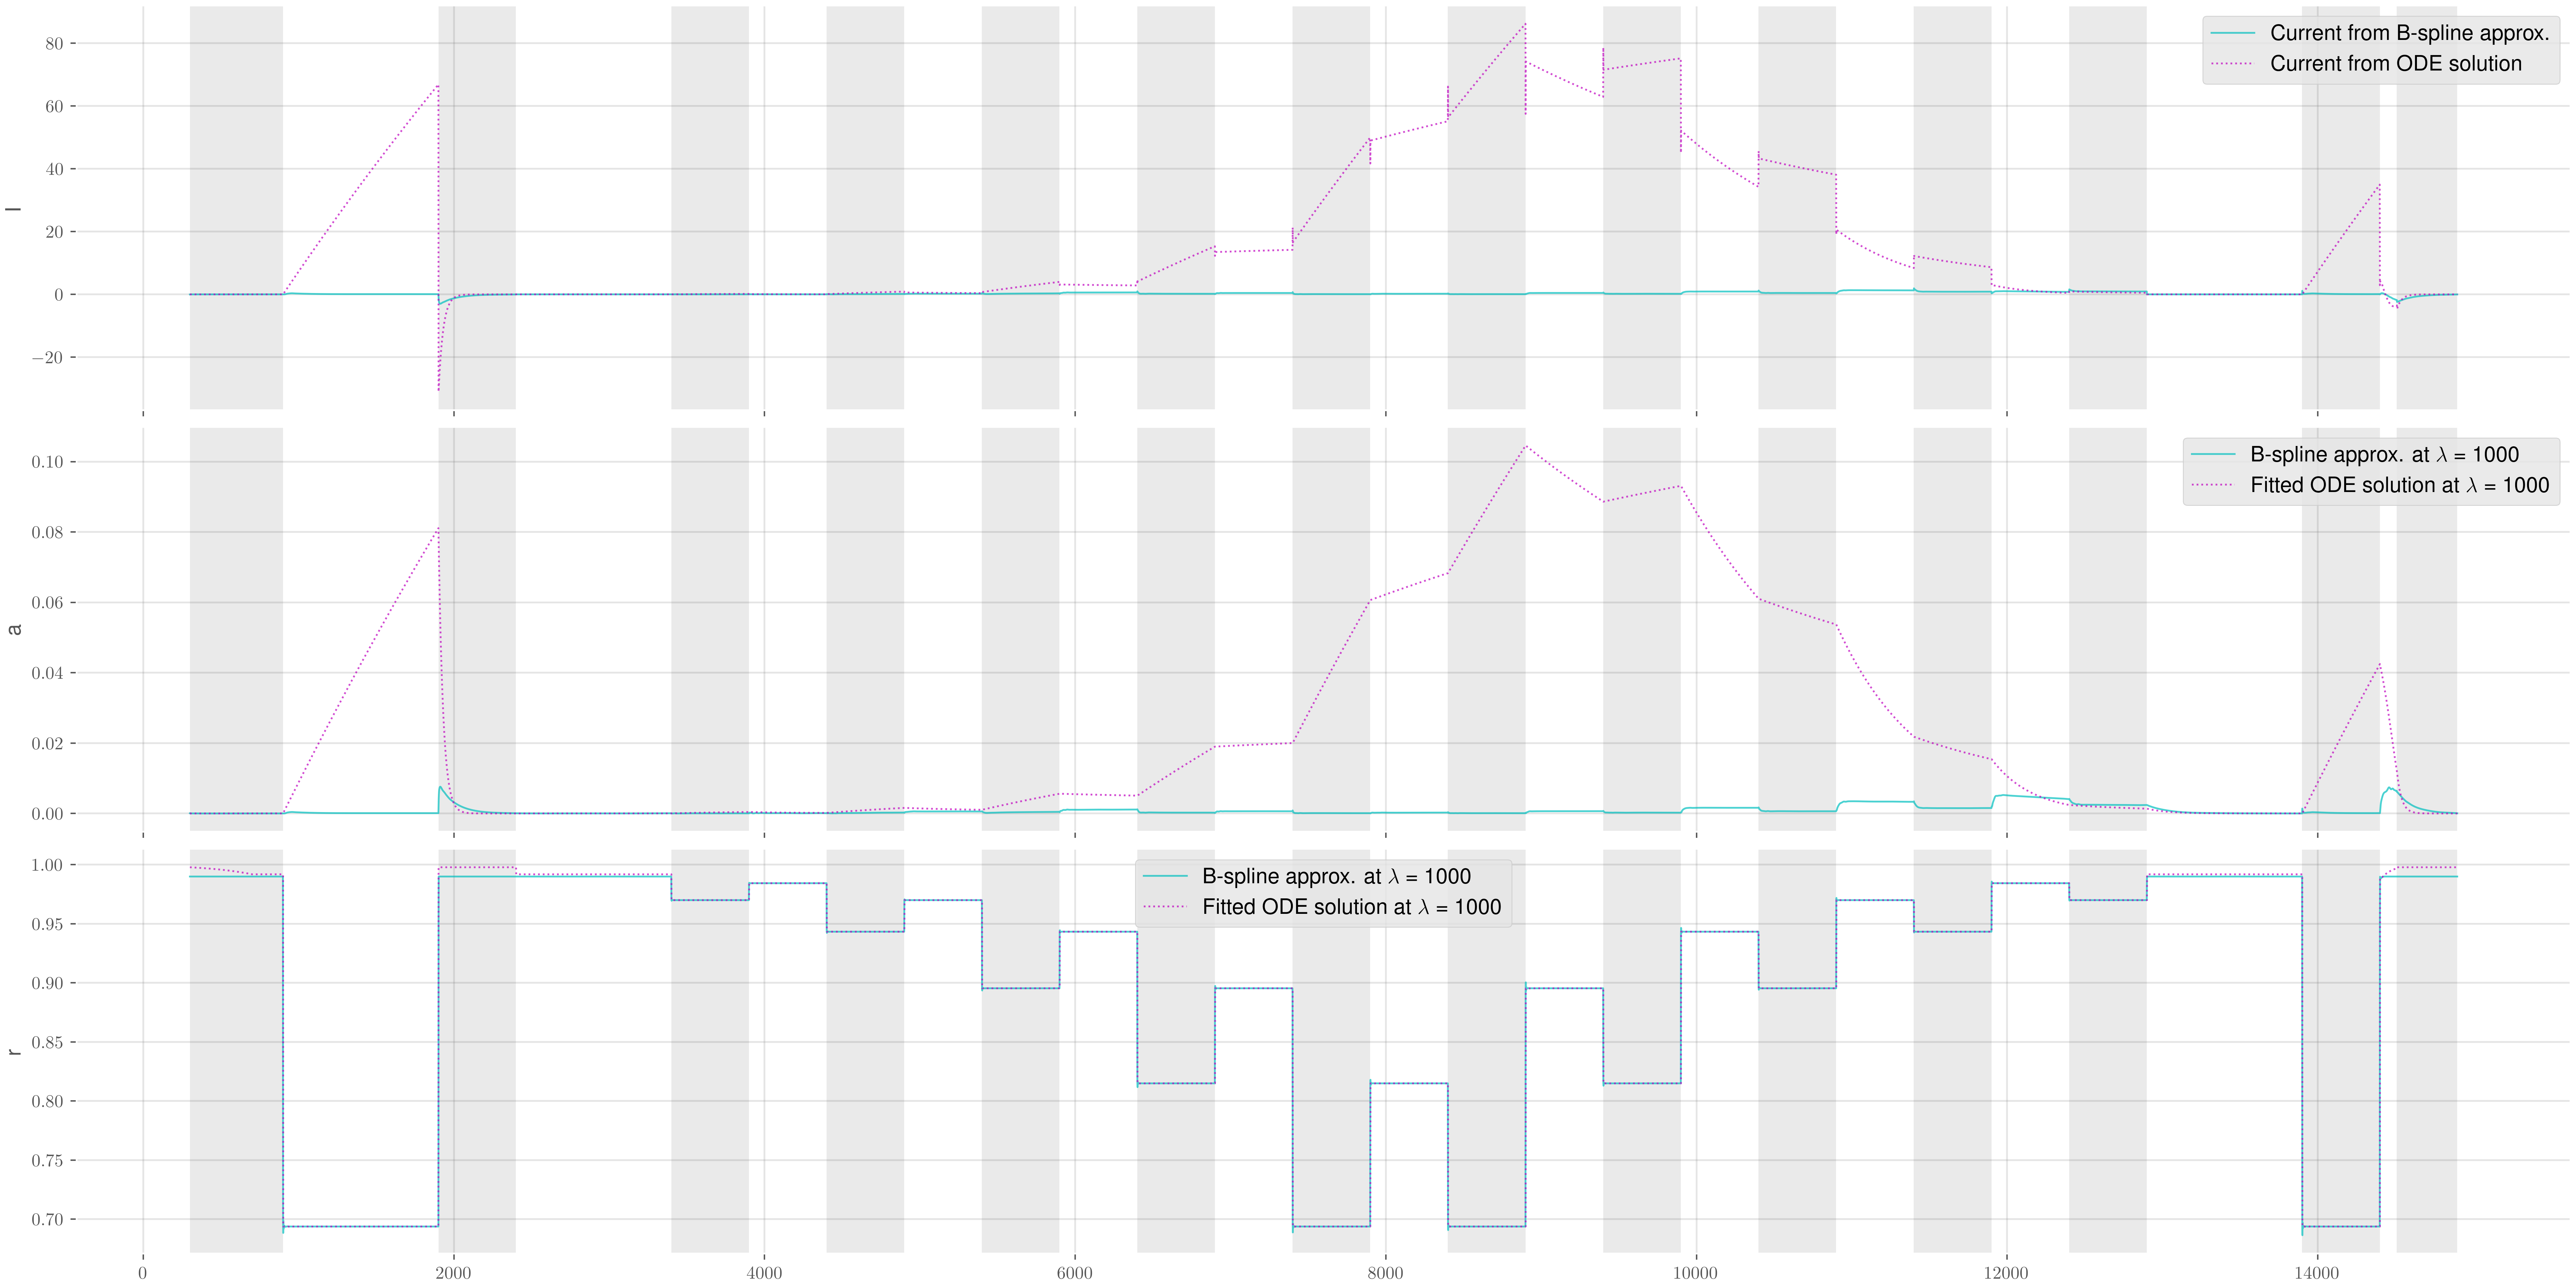 80
60
40
20
0
−20
I
Current from B-spline approx.
Current from ODE solution
0.10
0.08
0.06
0.04
0.02
0.00
a
B-spline approx. at λ = 1000
Fitted ODE solution at λ = 1000
1.00
0.95
0.90
0.85
0.80
0.75
0.70
r
B-spline approx. at λ = 1000
Fitted ODE solution at λ = 1000
0 2000 4000 6000 8000 10000 12000 14000